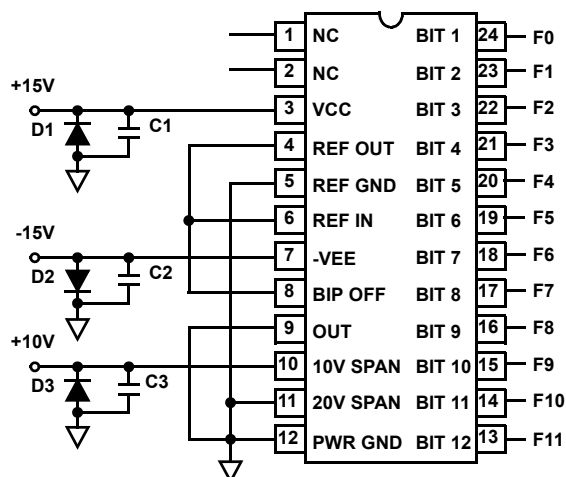 1 NC BIT 1 24 F0
2 NC BIT 2 23 F1
+15V
D1 C1
3 VCC BIT 3 22 F2
4 REF OUT BIT 4 21 F3
5 REF GND BIT 5 20 F4
6 REF IN BIT 6 19 F5
-15V
D2 C2
7 -VEE BIT 7 18 F6
8 BIP OFF BIT 8 17 F7
9 OUT BIT 9 16 F8
+10V
D3 C3
10 10V SPAN BIT 10 15 F9
11 20V SPAN BIT 11 14 F10
12 PWR GND BIT 12 13 F11